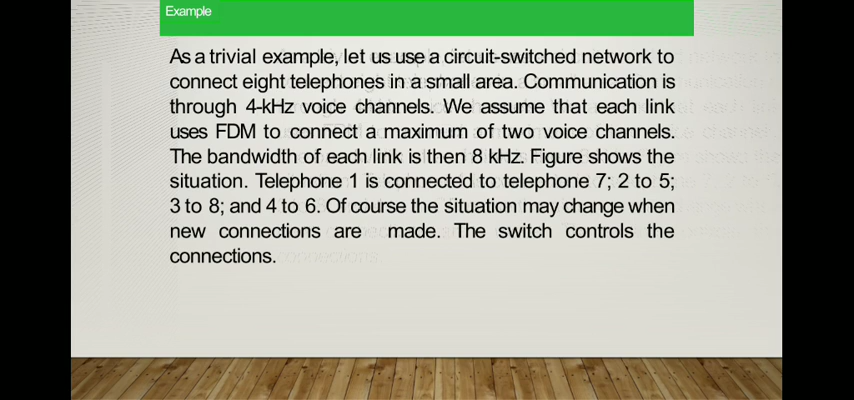 Example
As a trivial example, let us use a circuit-switched network to
connect eight telephones in a small area. Communication is
through 4-kHz voice channels. We assume that each link
uses FDM to connect a maximum of two voice channels.
The bandwidth of each link is then 8 kHz. Figure shows the
situation. Telephone 1 is connected to telephone 7; 2 to 5;
3 to 8; and 4 to 6. Of course the situation may change when
new connections are made. The switch controls the
connections.